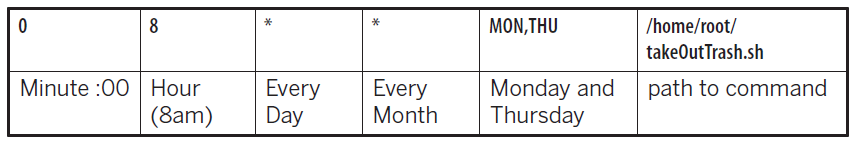 0 8 * * MON,THU /home/root/
takeOutTrash.sh
Minute :00 Hour Every Every Monday and path to command
(8am) Day Month Thursday